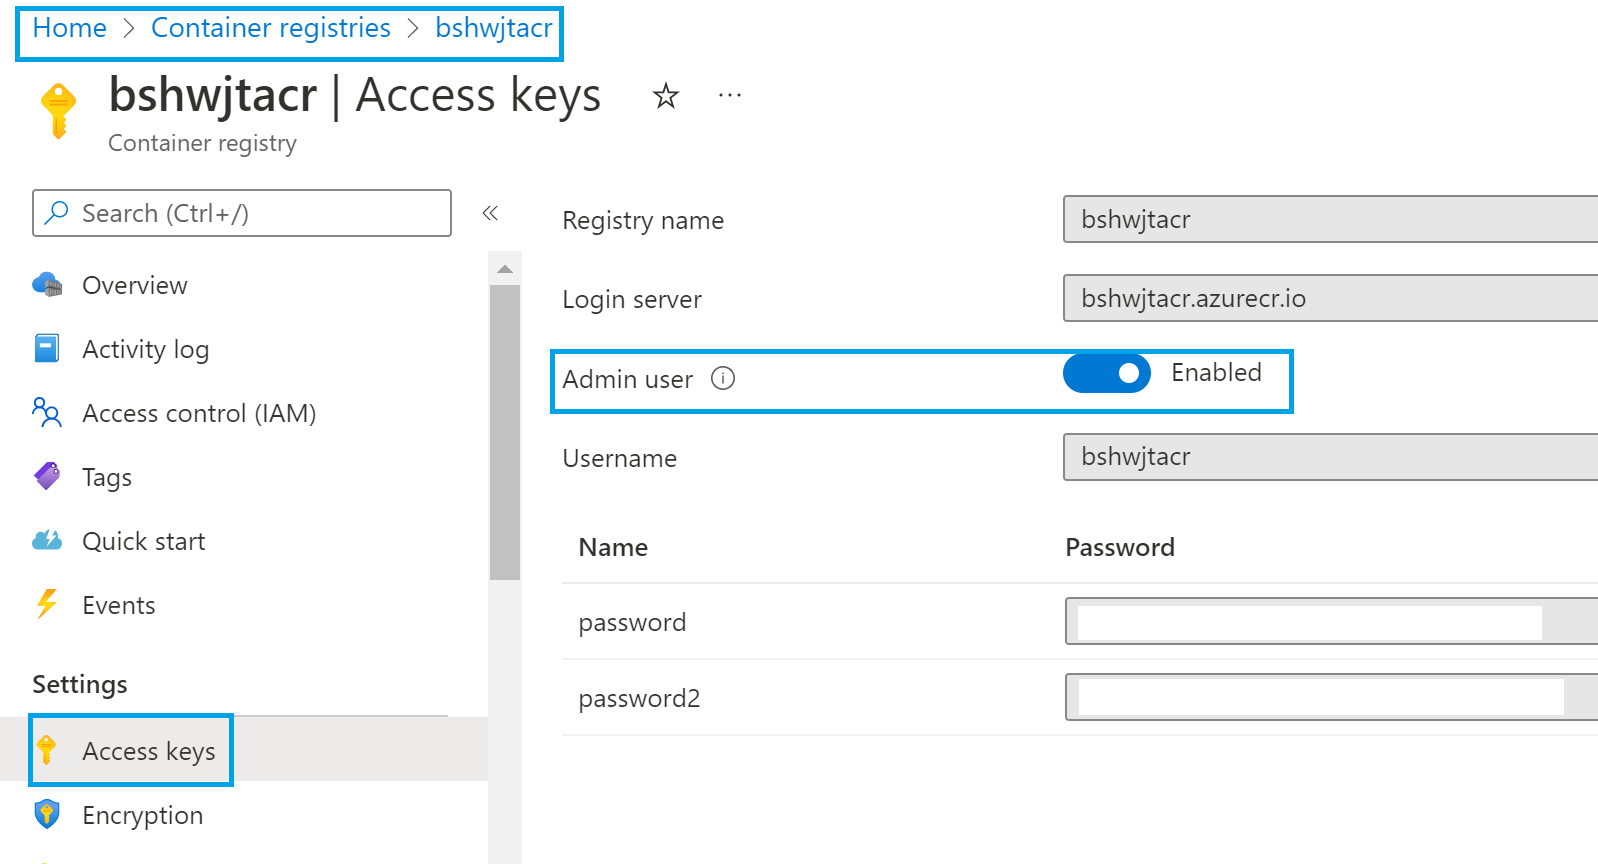 Home > Container registries > bshwjtacr
bshwjtacr | Access keys
Container registry
Search (Ctrl+/)
Overview
Activity log
Access control (IAM)
Tags
Quick start
Events
Settings
Access keys
Encryption
Registry name bshwjtacr
Login server bshwjtacr.azurecr.io
Admin user Enabled
Username bshwjtacr
Name Password
password
password2